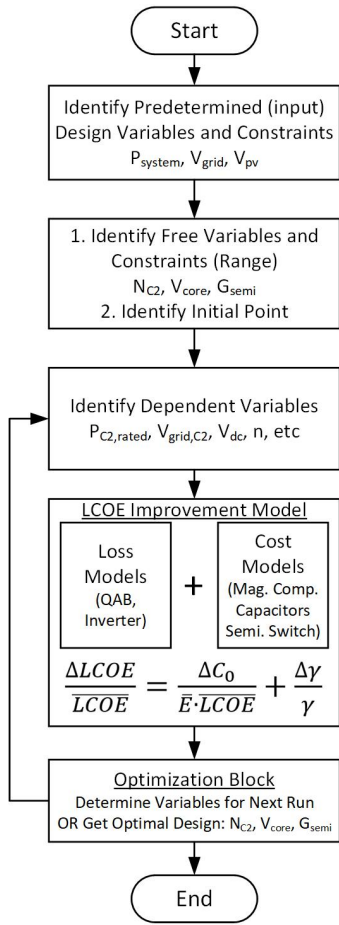 Start
Identify Predetermined (input)
Design Variables and Constraints
P_system, V_grid, V_pv
1. Identify Free Variables and
Constraints (Range)
N_C2, V_core, G_semi
2. Identify Initial Point
Identify Dependent Variables
P_C2,rated, V_grid,C2, V_dc, n, etc
LCOE Improvement Model
Loss
Models
(QAB,
Inverter)
+
Cost
Models
(Mag. Comp.
Capacitors
Semi. Switch)
ΔLCOE / \overline{LCOE} = ΔC_0 / \bar{E}·\overline{LCOE} + Δγ / γ
Optimization Block
Determine Variables for Next Run
OR Get Optimal Design: N_C2, V_core, G_semi
End